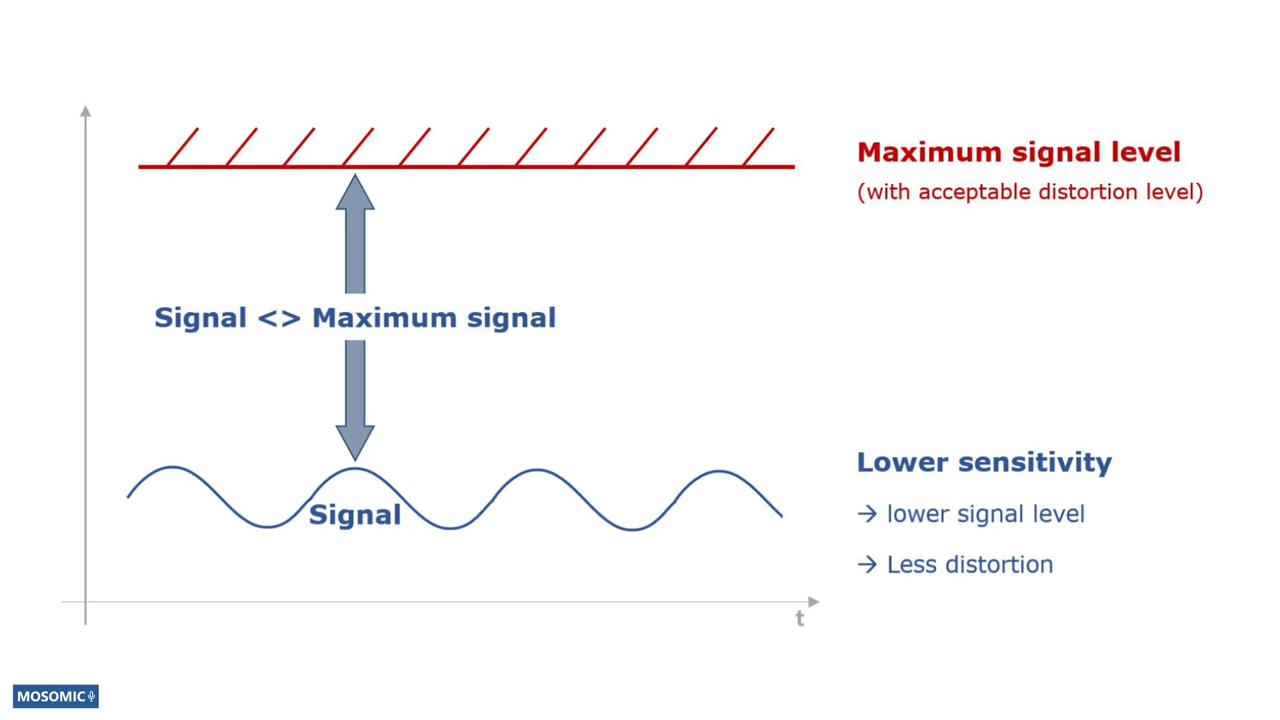 Maximum signal level
(with acceptable distortion level)
Signal <> Maximum signal
Lower sensitivity
Signal
→ lower signal level
→ Less distortion
t
MOSOMIC